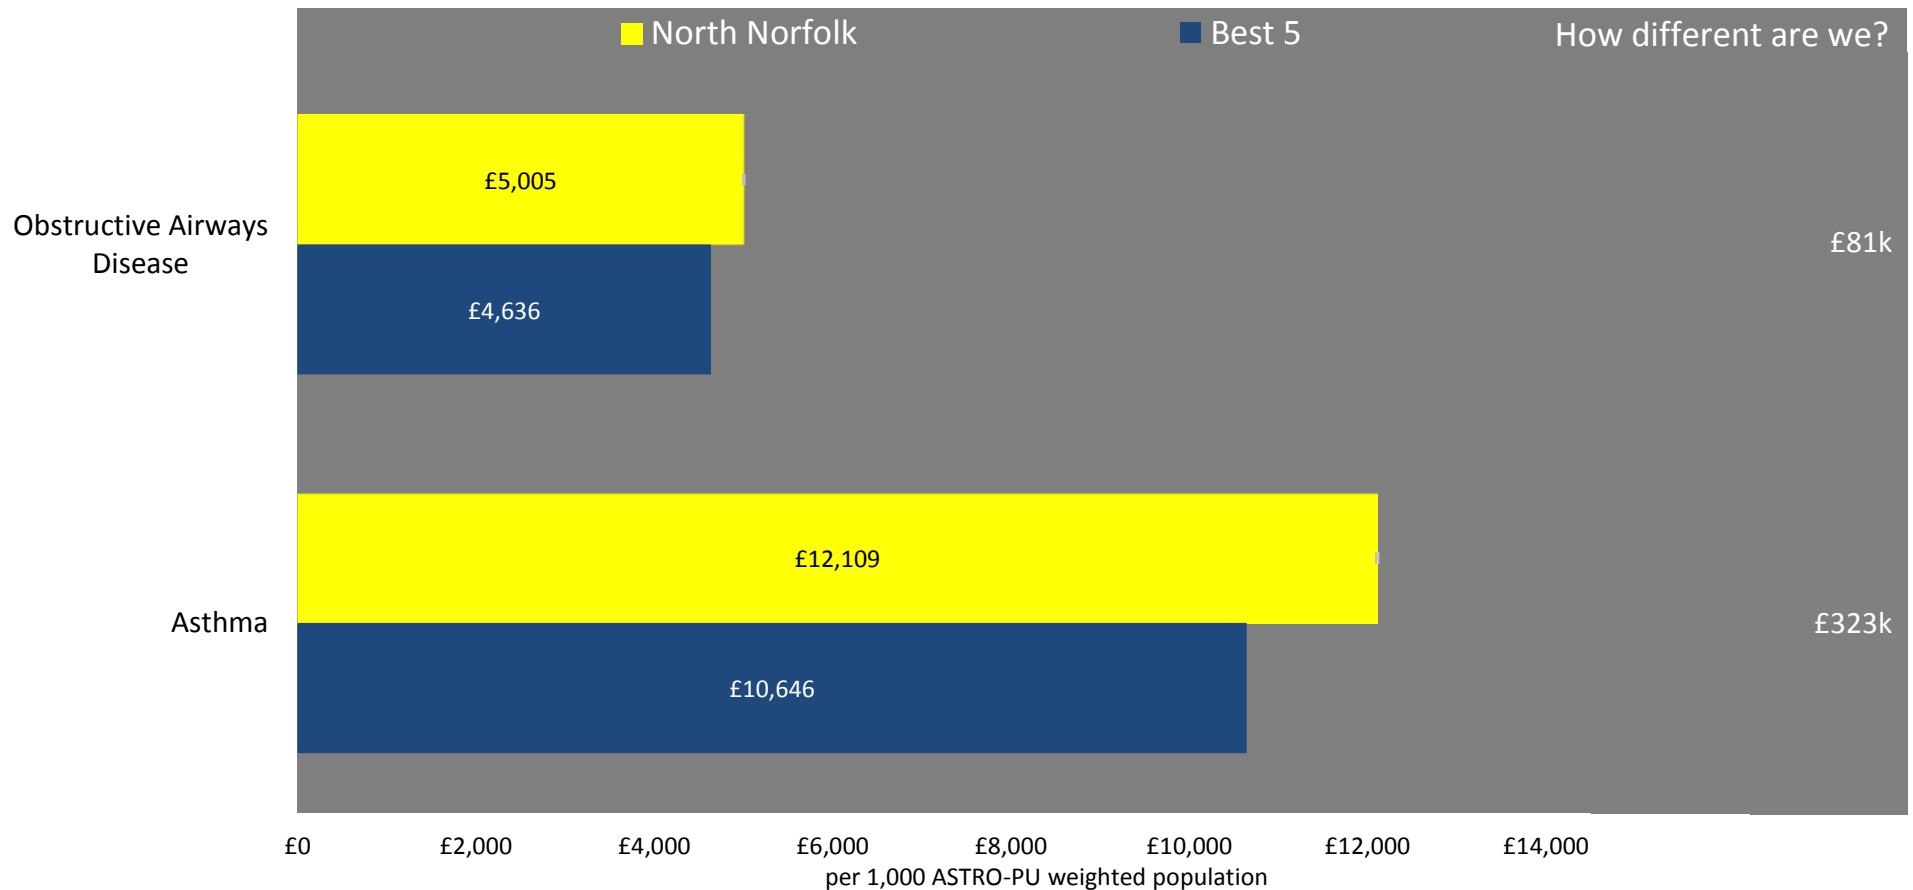 North Norfolk
Best 5
How different are we?
Obstructive Airways
Disease
£5,005
£4,636
£81k
Asthma
£12,109
£10,646
£323k
£0 £2,000 £4,000 £6,000 £8,000 £10,000 £12,000 £14,000
per 1,000 ASTRO-PU weighted population